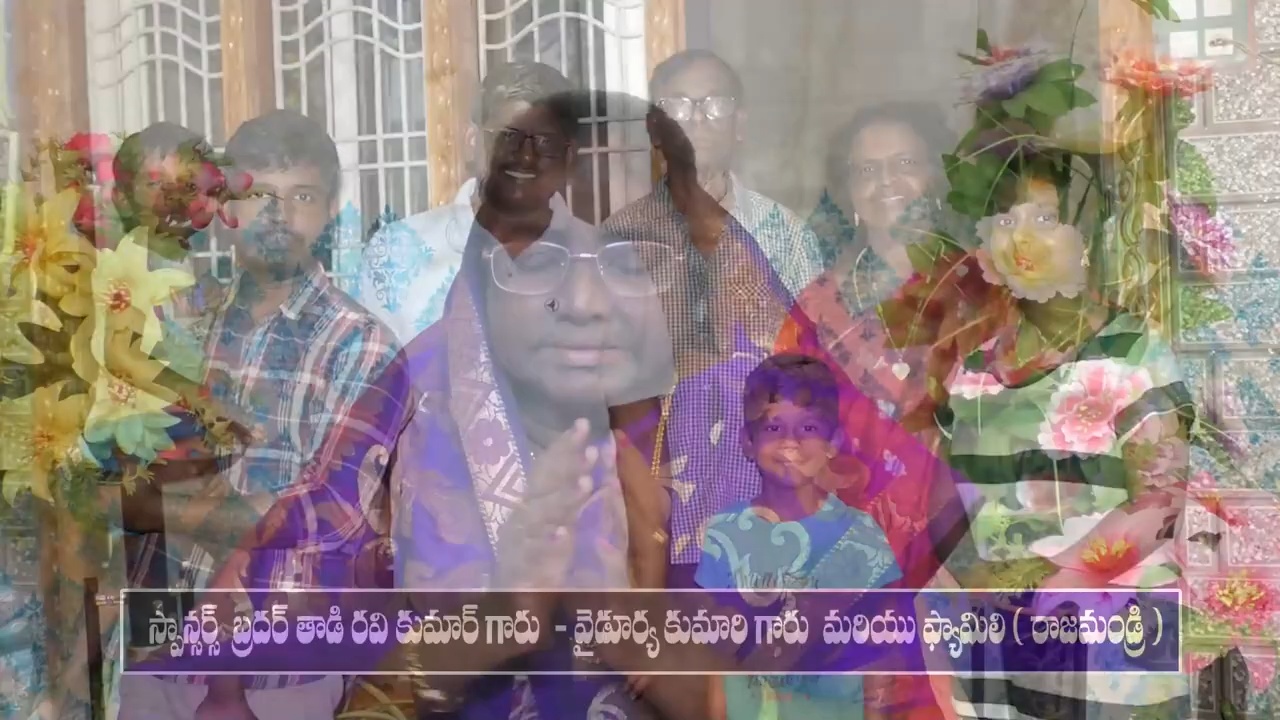 స్పాన్సర్స్ బ్రదర్ తాడి రవి కుమార్ గారు - వైడూర్య కుమారి గారు మరియు ఫ్యామిలి ( రాజమండ్రి )